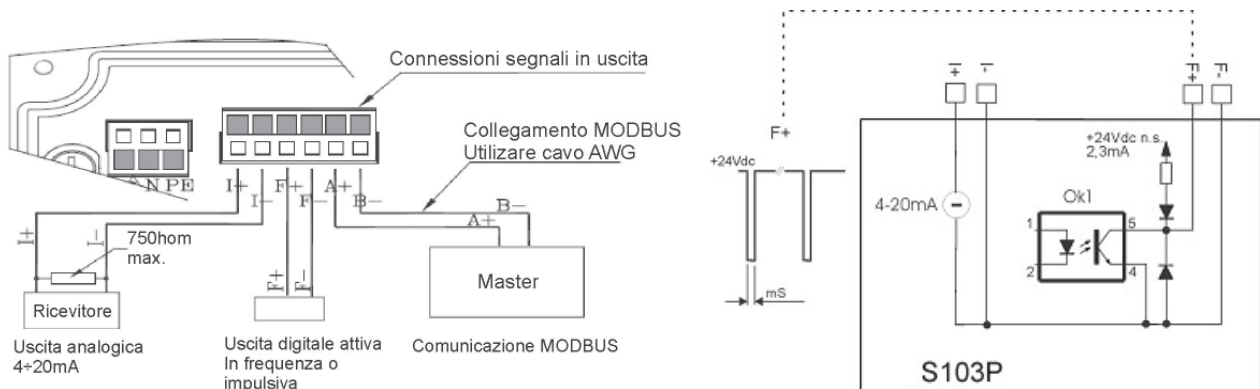 Connessioni segnali in uscita
Collegamento MODBUS
Utilizare cavo AWG
N PE
I+
I-
F+
F-
A+
B-
I+
I-
F+
F-
A+
B-
750hom
max.
Ricevitore
Master
Uscita analogica
4÷20mA
Uscita digitale attiva
In frequenza o
impulsiva
Comunicazione MODBUS
F+
+24Vdc
mS
I+
I-
F+
F-
+24Vdc n.s.
2,3mA
4-20mA
Ok1
1
2
5
4
S103P